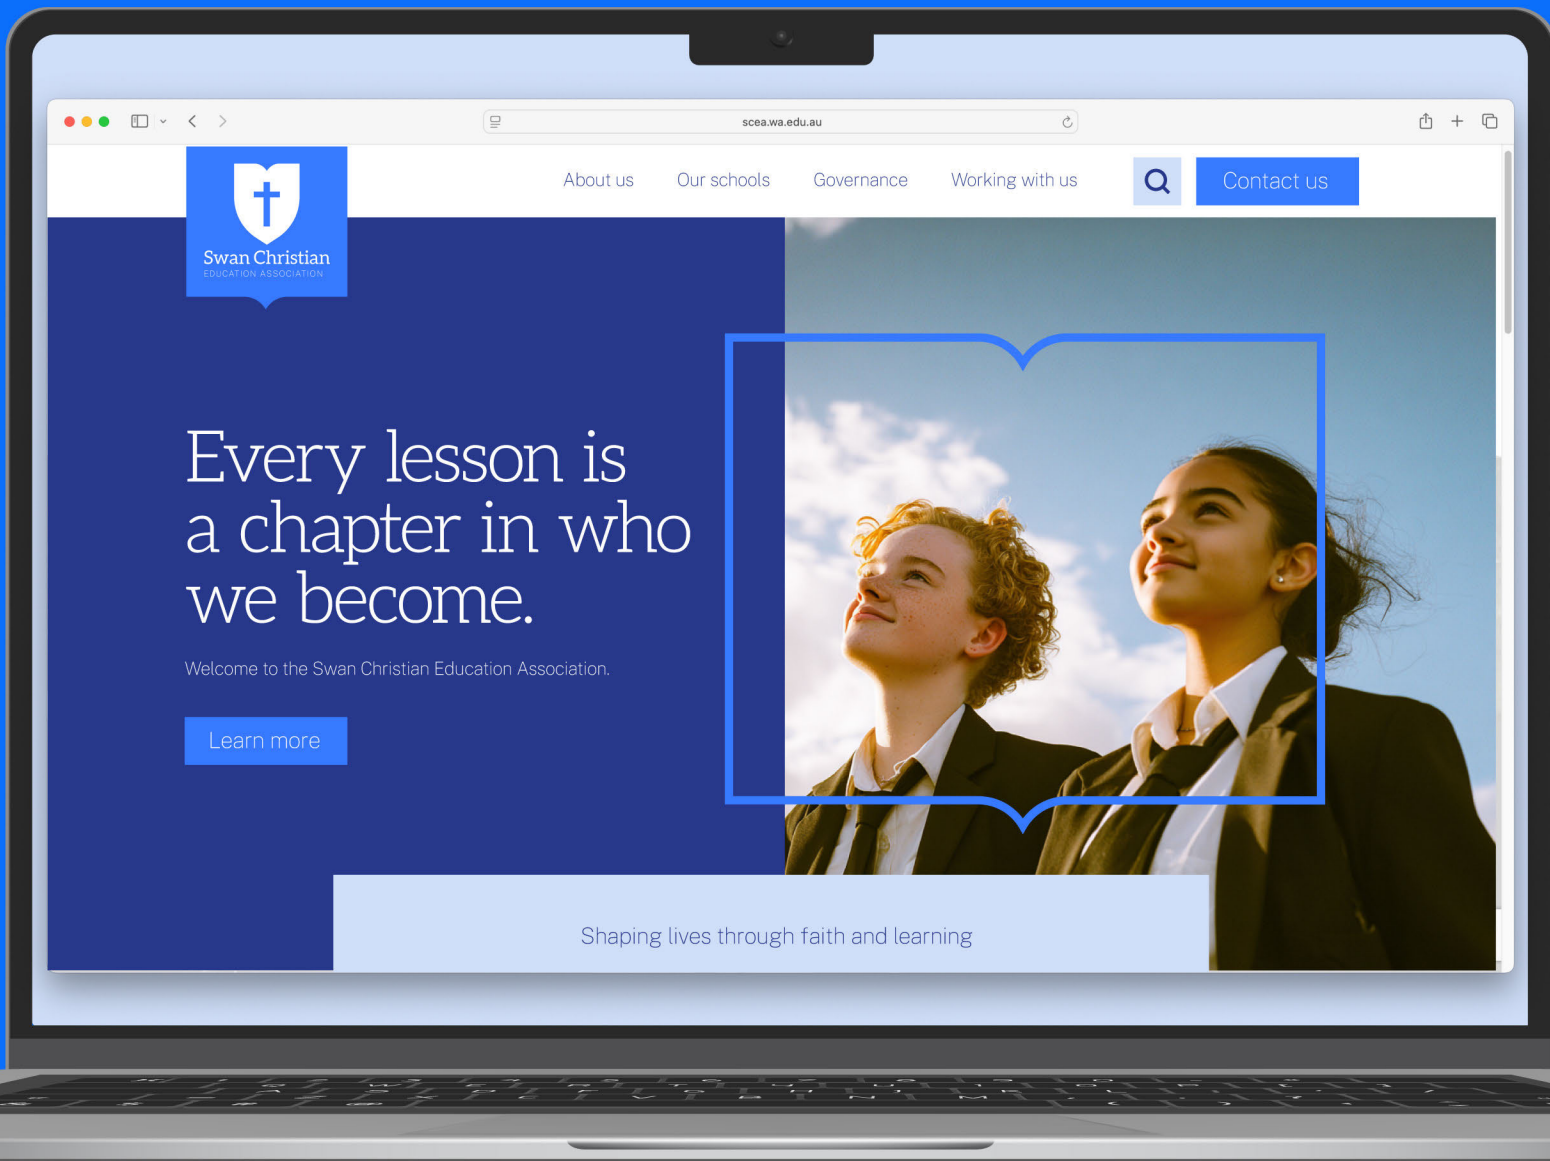 scea.wa.edu.au
Swan Christian
EDUCATION ASSOCIATION
About us
Our schools
Governance
Working with us
Contact us
Every lesson is
a chapter in who
we become.
Welcome to the Swan Christian Education Association.
Learn more
Shaping lives through faith and learning